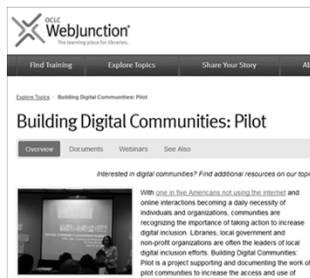 OCLC
WebJunction
The learning place for libraries.
Find Training Explore Topics Share Your Story
Explore Topics Building Digital Communities: Pilot
Building Digital Communities: Pilot
Overview Documents Webinars See Also
Interested in digital communities? Find additional resources on our
With one in five Americans not using the internet and
online interactions becoming a daily necessity of
individuals and organizations, communities are
recognizing the importance of taking action to increase
digital inclusion. Libraries, local government and
non-profit organizations are often the leaders of local
digital inclusion efforts. Building Digital Communities:
Pilot is a project supporting and documenting the work of
pilot communities to increase the access and use of